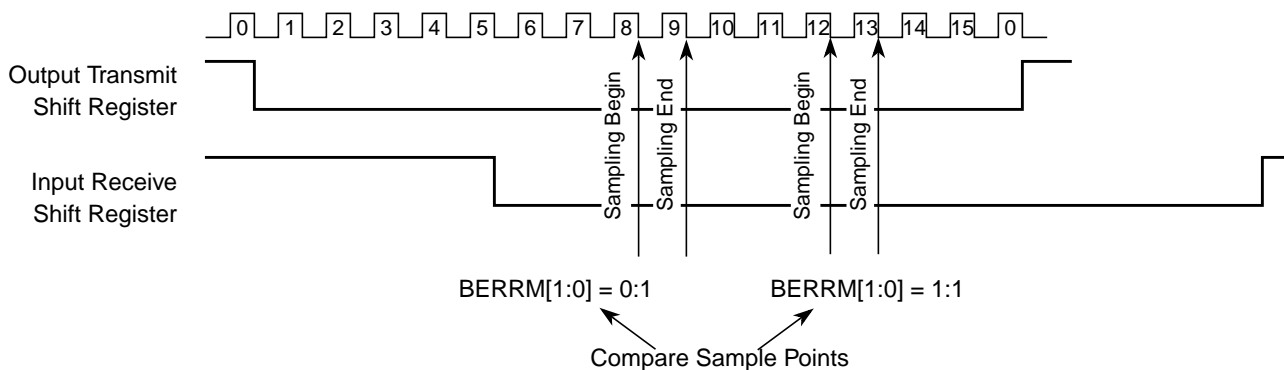 0 1 2 3 4 5 6 7 8 9 10 11 12 13 14 15 0
Output Transmit
Shift Register
Input Receive
Shift Register
Sampling Begin
Sampling End
Sampling Begin
Sampling End
BERRM[1:0] = 0:1
BERRM[1:0] = 1:1
Compare Sample Points